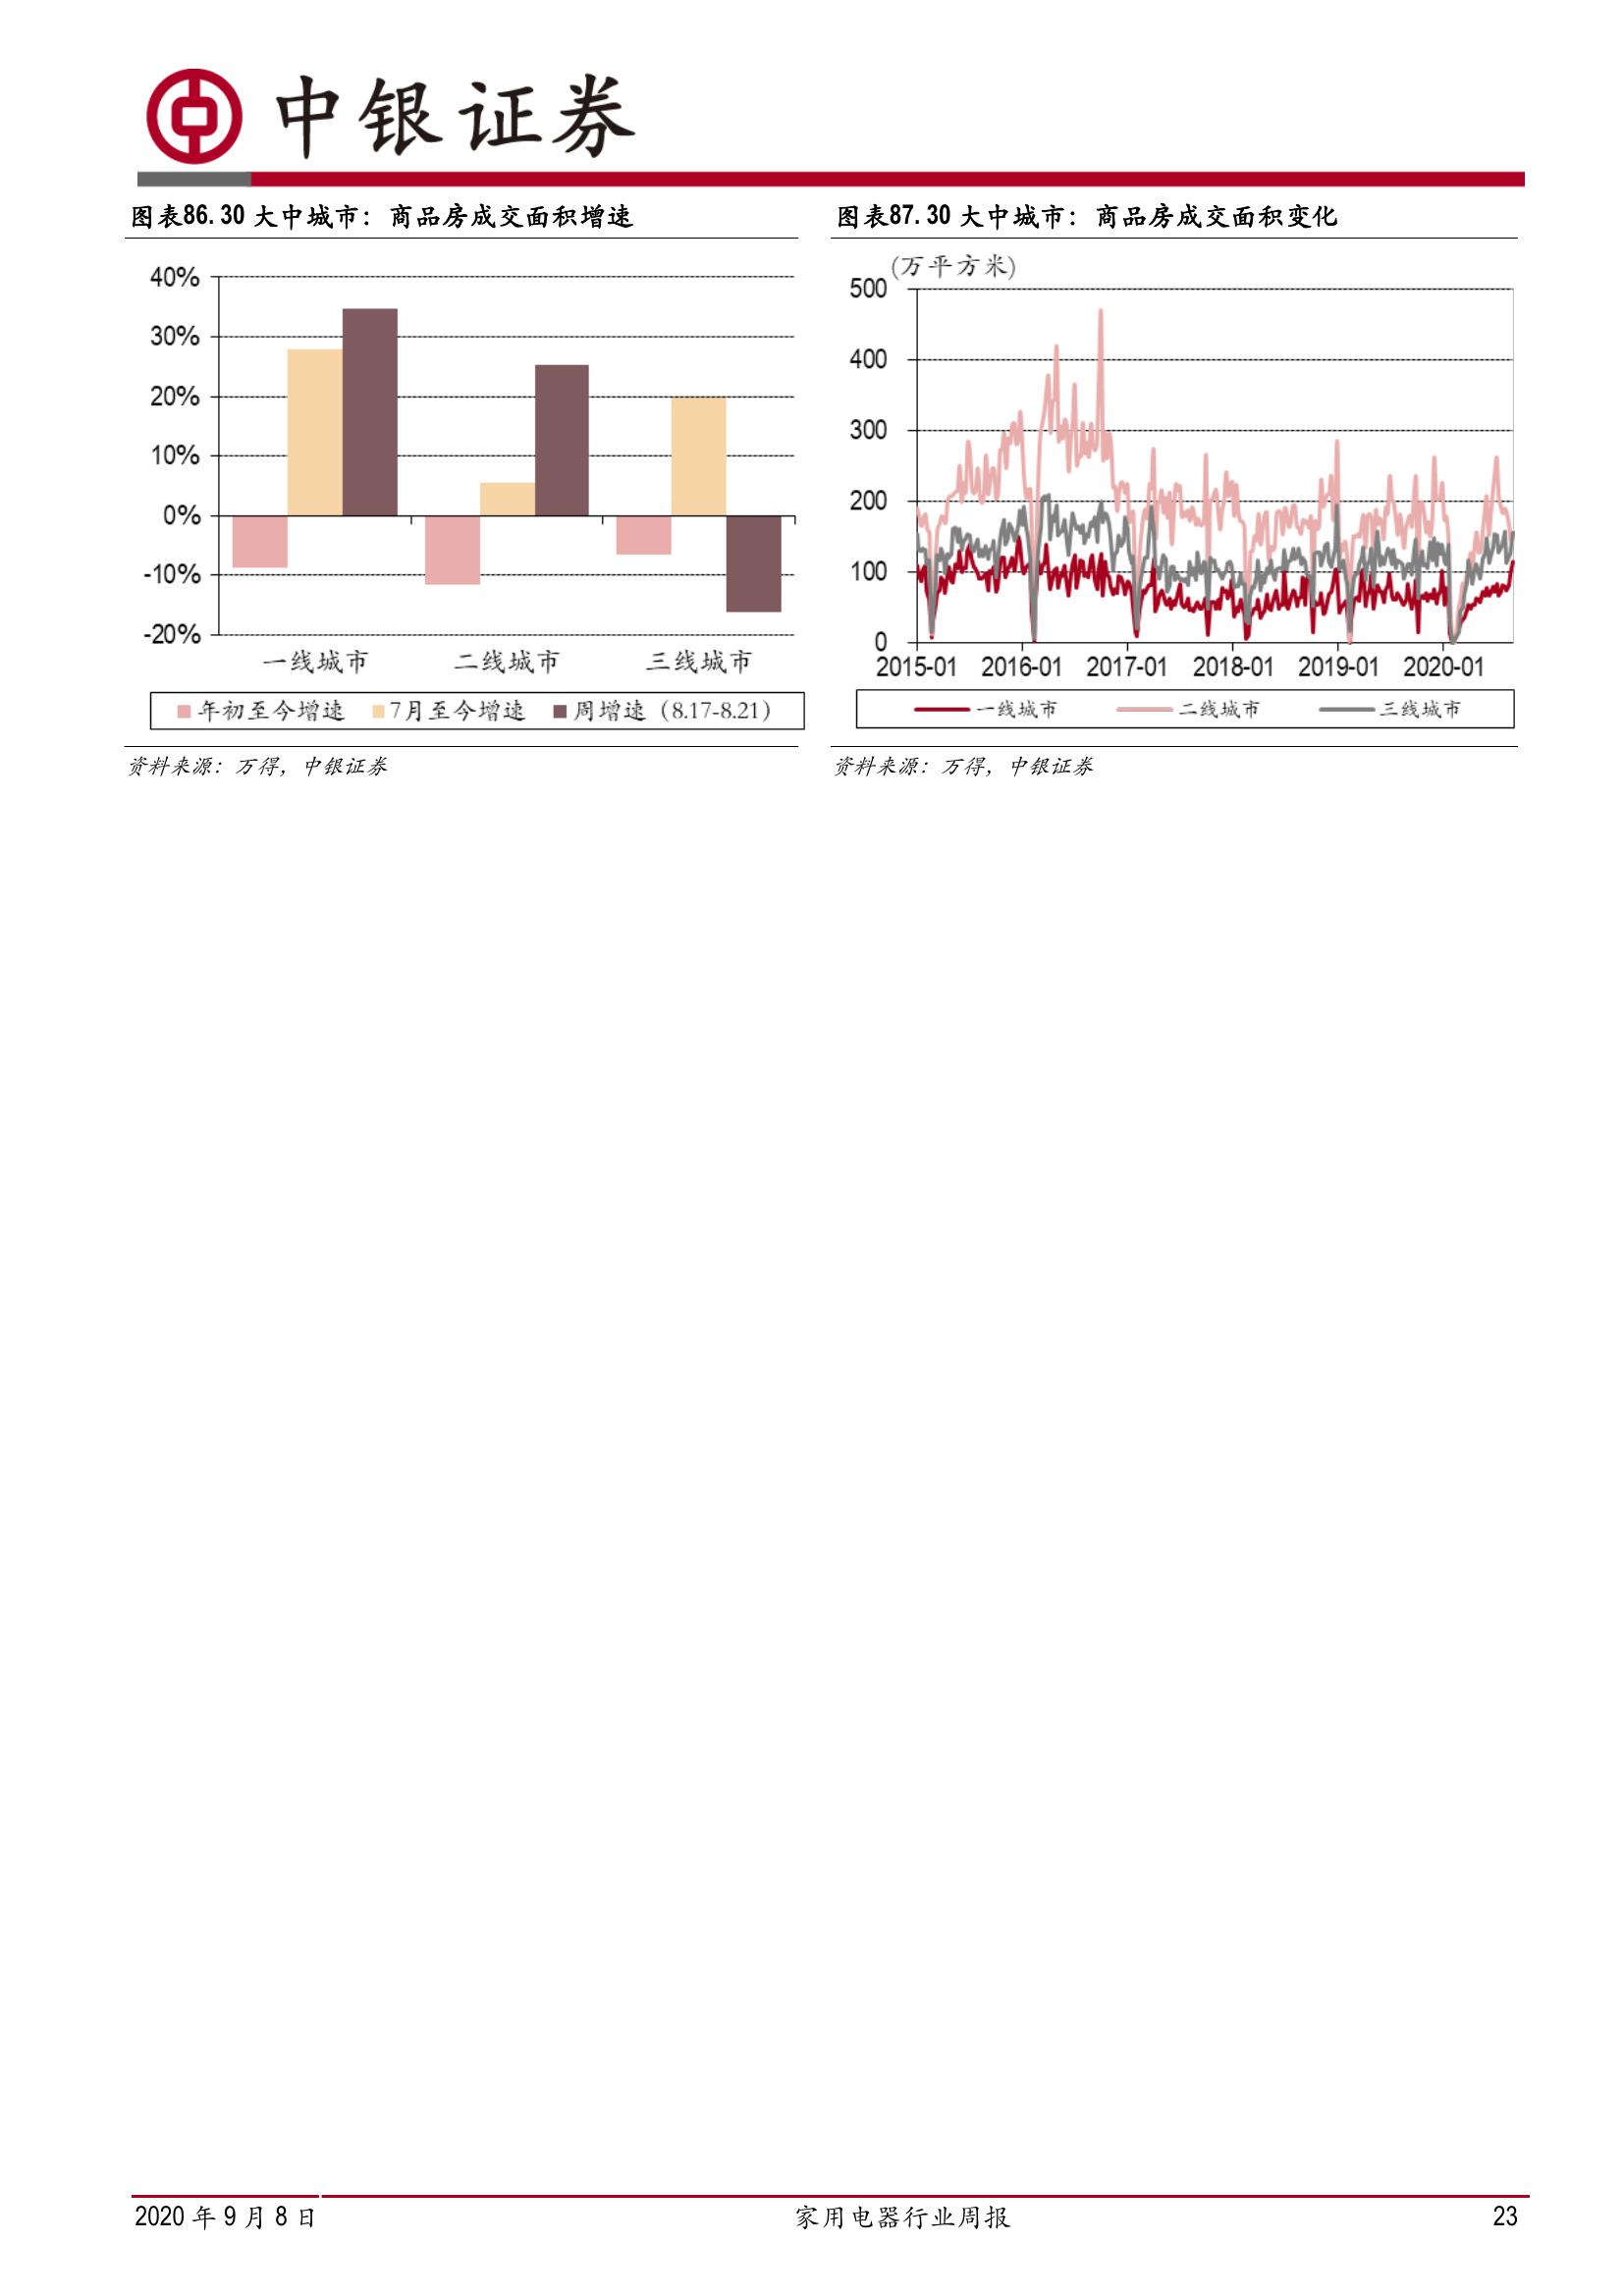 中银证券
图表86. 30 大中城市：商品房成交面积增速
40%
30%
20%
10%
0%
-10%
-20%
一线城市 二线城市 三线城市
年初至今增速 7月至今增速 周增速（8.17-8.21）
资料来源：万得，中银证券
图表87. 30 大中城市：商品房成交面积变化
(万平方米)
500
400
300
200
100
0
2015-01 2016-01 2017-01 2018-01 2019-01 2020-01
一线城市 二线城市 三线城市
资料来源：万得，中银证券
2020 年 9 月 8 日 家用电器行业周报 23